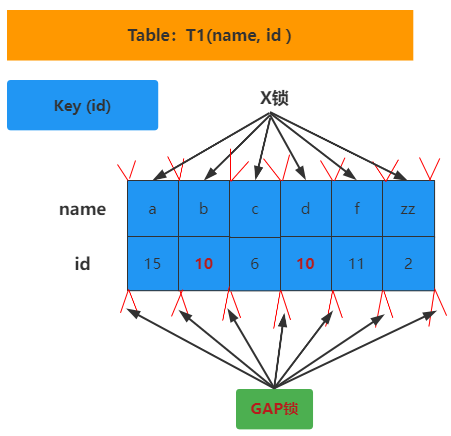 Table：T1(name, id )
Key (id)
X锁
name a b c d f zz
id 15 10 6 10 11 2
GAP锁